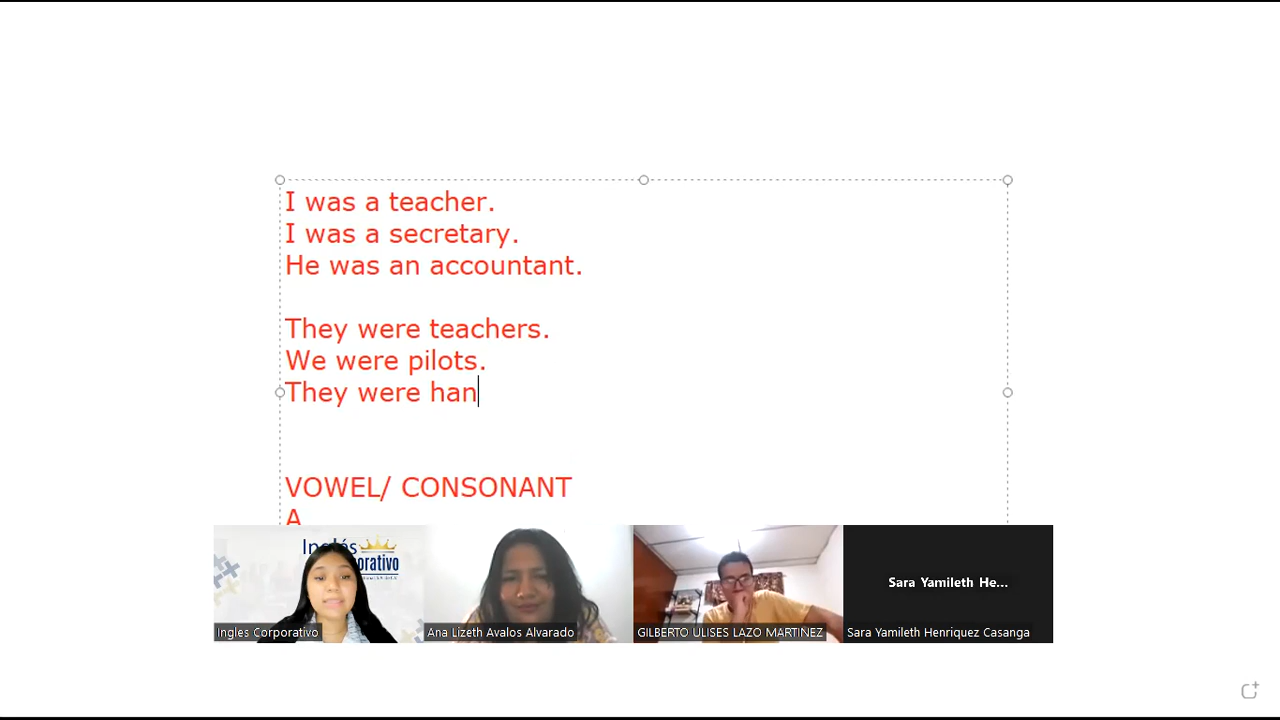 I was a teacher.
I was a secretary.
He was an accountant.
They were teachers.
We were pilots.
They were han
VOWEL/ CONSONANT
A
Inglés
orativo
Ingles Corporativo
Ana Lizeth Avalos Alvarado
GILBERTO ULISES LAZO MARTINEZ
Sara Yamileth He...
Sara Yamileth Henriquez Casanga